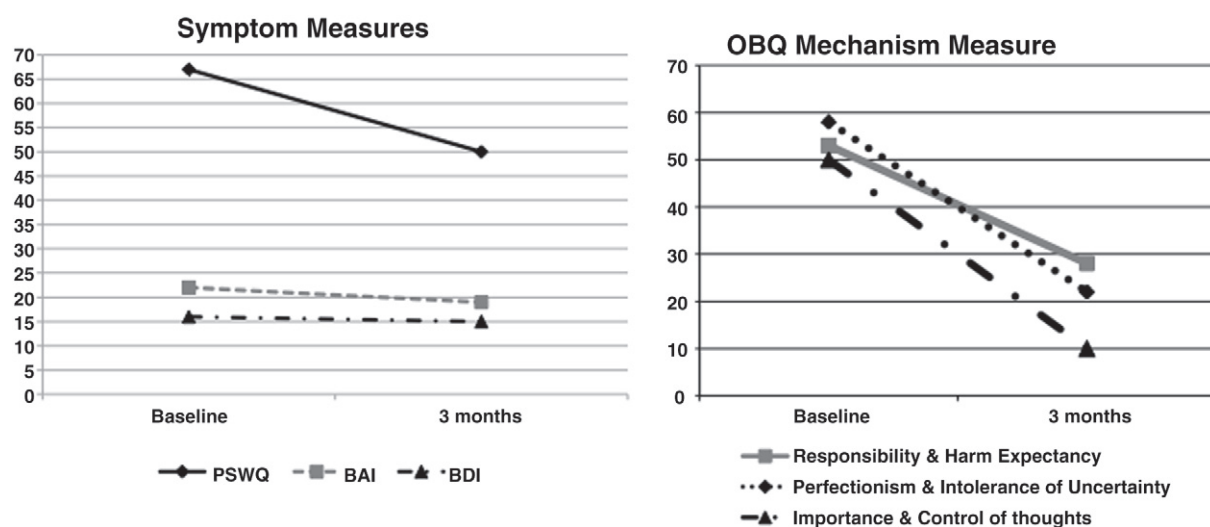 Symptom Measures
70
65
60
55
50
45
40
35
30
25
20
15
10
5
0
Baseline 3 months
PSWQ BAI BDI
OBQ Mechanism Measure
70
60
50
40
30
20
10
0
Baseline 3 months
Responsibility & Harm Expectancy
Perfectionism & Intolerance of Uncertainty
Importance & Control of thoughts